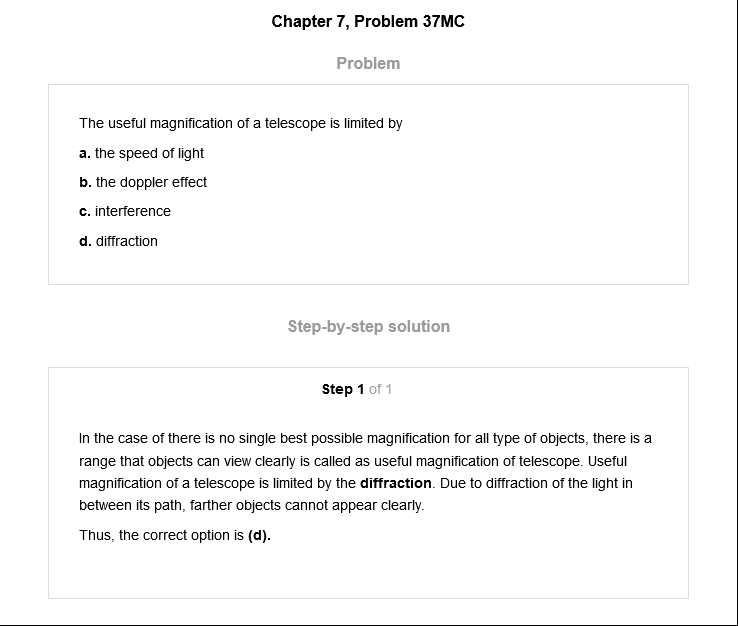 Chapter 7, Problem 37MC
Problem
The useful magnification of a telescope is limited by
a. the speed of light
b. the doppler effect
c. interference
d. diffraction
Step-by-step solution
Step 1 of 1
In the case of there is no single best possible magnification for all type of objects, there is a
range that objects can view clearly is called as useful magnification of telescope. Useful
magnification of a telescope is limited by the diffraction. Due to diffraction of the light in
between its path, farther objects cannot appear clearly.
Thus, the correct option is (d).